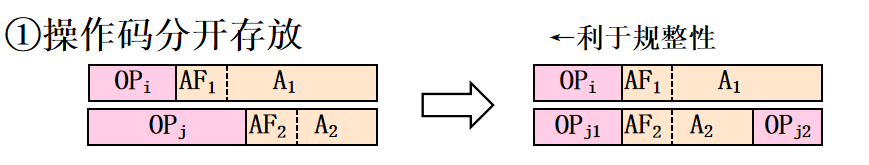 ①操作码分开存放 ←利于规整性
OPi AF1 A1 OPi AF1 A1
OPj AF2 A2 OPj1 AF2 A2 OPj2